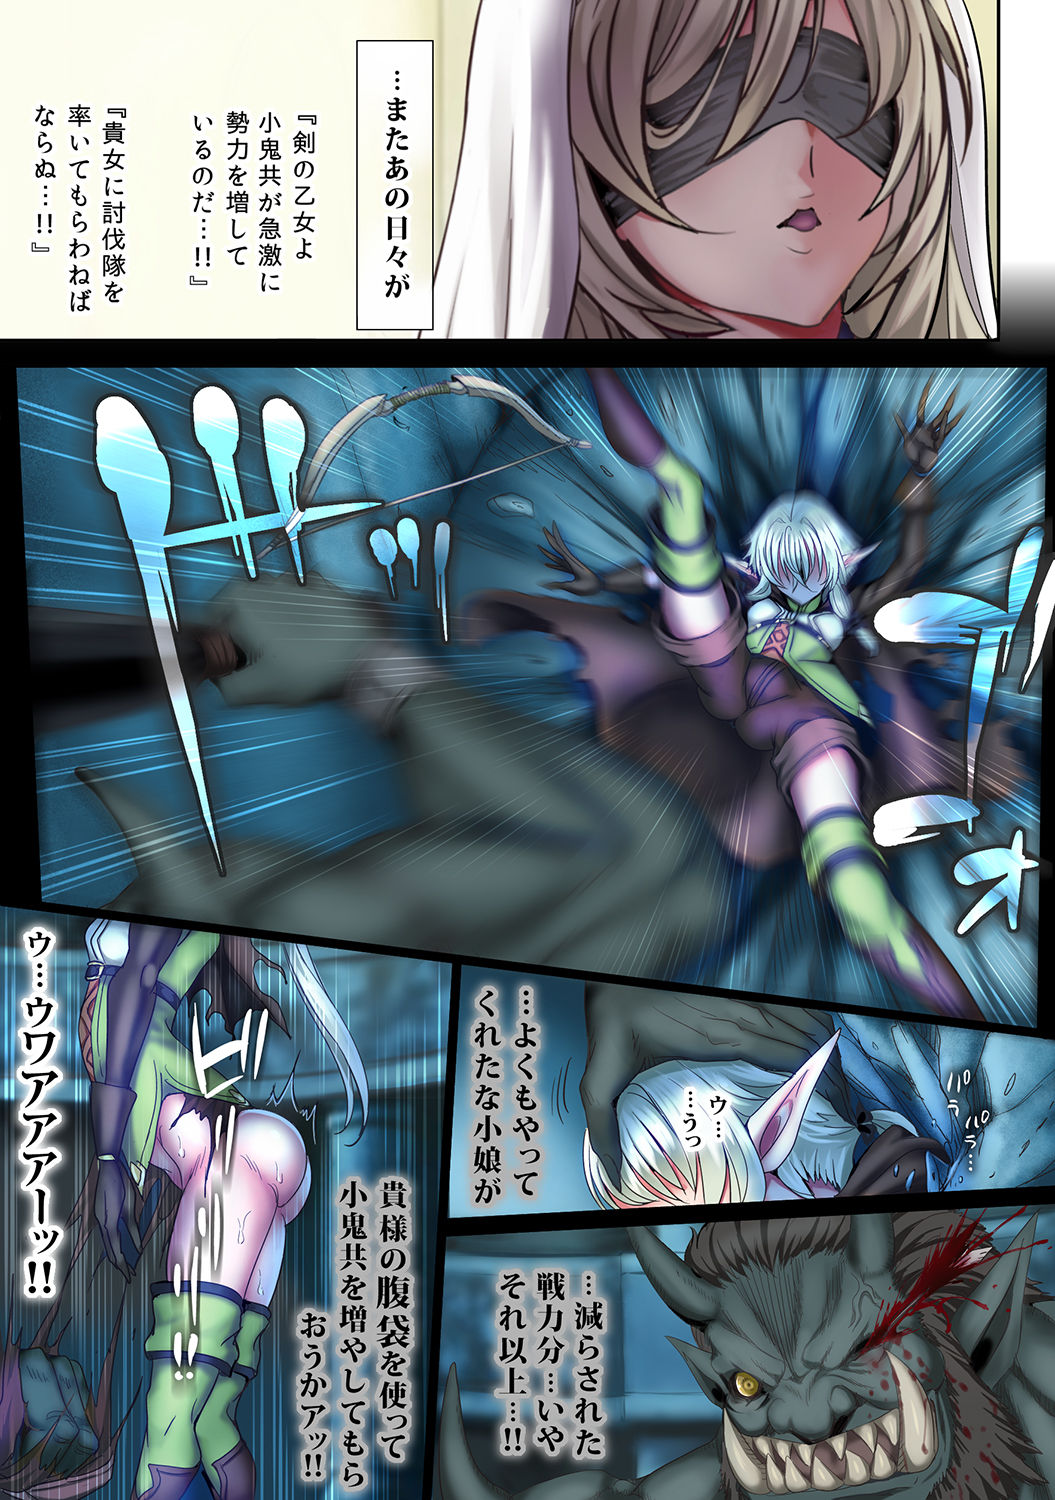 …またあの日々が
『剣の乙女よ
小鬼共が急激に
勢力を増して
いるのだ…!!』
『貴女に討伐隊を
率いてもらわねば
ならぬ…!!』
ドゴォ
…よくもやって
くれたな小娘が
ウ…
…うっ
パラ
パラ…
…減らされた
戦力分…いや
それ以上…!!
ビリ
!!
貴様の腹袋を使って
小鬼共を増やしてもら
おうかアッ!!
ウ…ウワアアアーッ!!